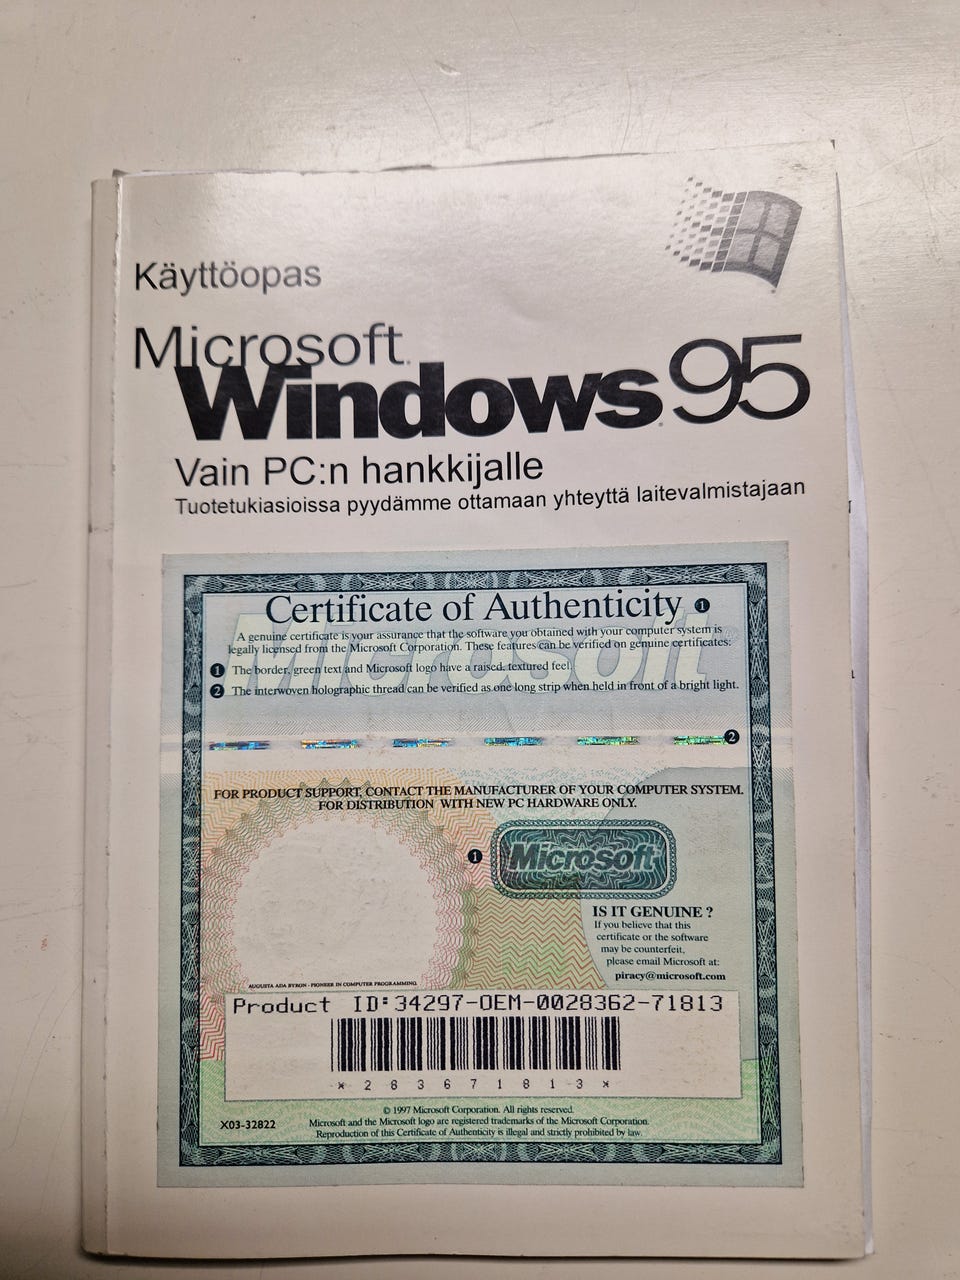 Käyttöopas
Microsoft®
Windows®95
Vain PC:n hankkijalle
Tuotetukiasioissa pyydämme ottamaan yhteyttä laitevalmistajaan
Certificate of Authenticity ❶
A genuine certificate is your assurance that the software you obtained with your computer system is
legally licensed from the Microsoft Corporation. These features can be verified on genuine certificates:
❶ The border, green text and Microsoft logo have a raised, textured feel.
❷ The interwoven holographic thread can be verified as one long strip when held in front of a bright light.
Microsoft
❷
FOR PRODUCT SUPPORT, CONTACT THE MANUFACTURER OF YOUR COMPUTER SYSTEM.
FOR DISTRIBUTION WITH NEW PC HARDWARE ONLY.
❶ Microsoft®
IS IT GENUINE ?
If you believe that this
certificate or the software
may be counterfeit,
please email Microsoft at:
piracy@microsoft.com
AUGUSTA ADA BYRON - PIONEER IN COMPUTER PROGRAMMING.
Product ID:34297-OEM-0028362-71813
* 2 8 3 6 7 1 8 1 3 *
© 1997 Microsoft Corporation. All rights reserved.
X03-32822 Microsoft and the Microsoft logo are registered trademarks of the Microsoft Corporation.
Reproduction of this Certificate of Authenticity is illegal and strictly prohibited by law.